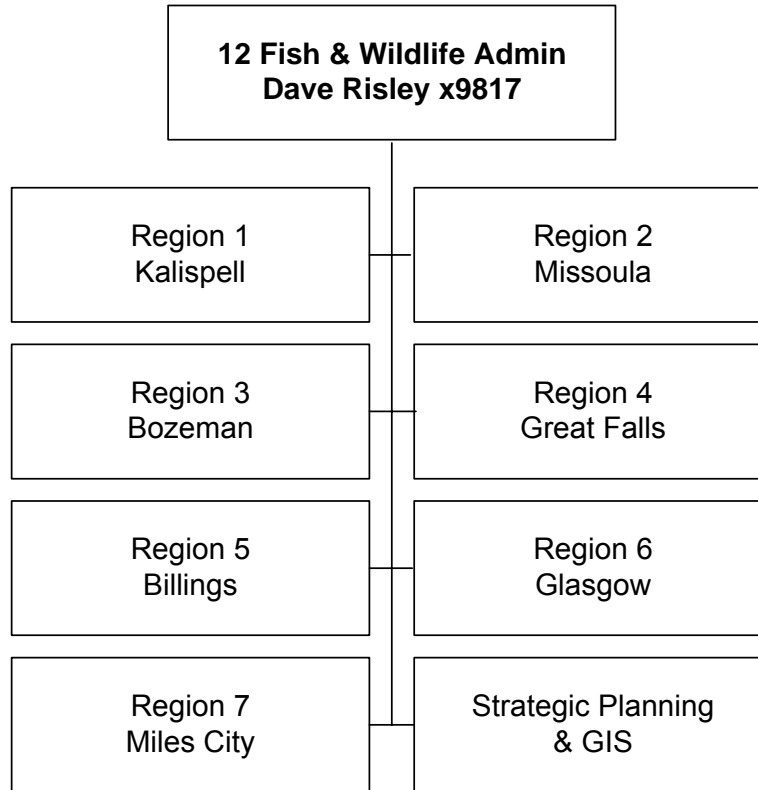 12 Fish & Wildlife Admin
Dave Risley x9817
Region 1
Kalispell
Region 2
Missoula
Region 3
Bozeman
Region 4
Great Falls
Region 5
Billings
Region 6
Glasgow
Region 7
Miles City
Strategic Planning
& GIS